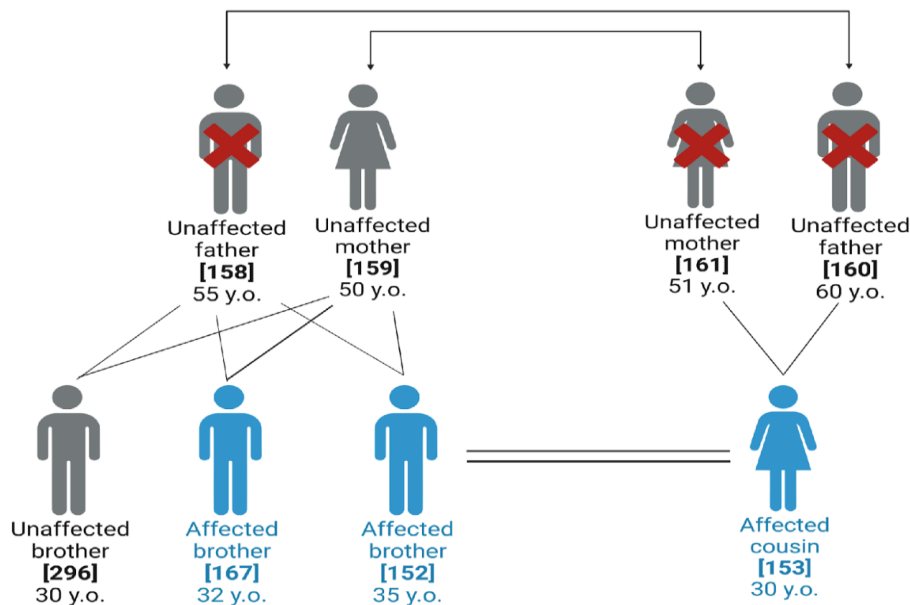 Unaffected
father
[158]
55 y.o.
Unaffected
mother
[159]
50 y.o.
Unaffected
mother
[161]
51 y.o.
Unaffected
father
[160]
60 y.o.
Unaffected
brother
[296]
30 y.o.
Affected
brother
[167]
32 y.o.
Affected
brother
[152]
35 y.o.
Affected
cousin
[153]
30 y.o.